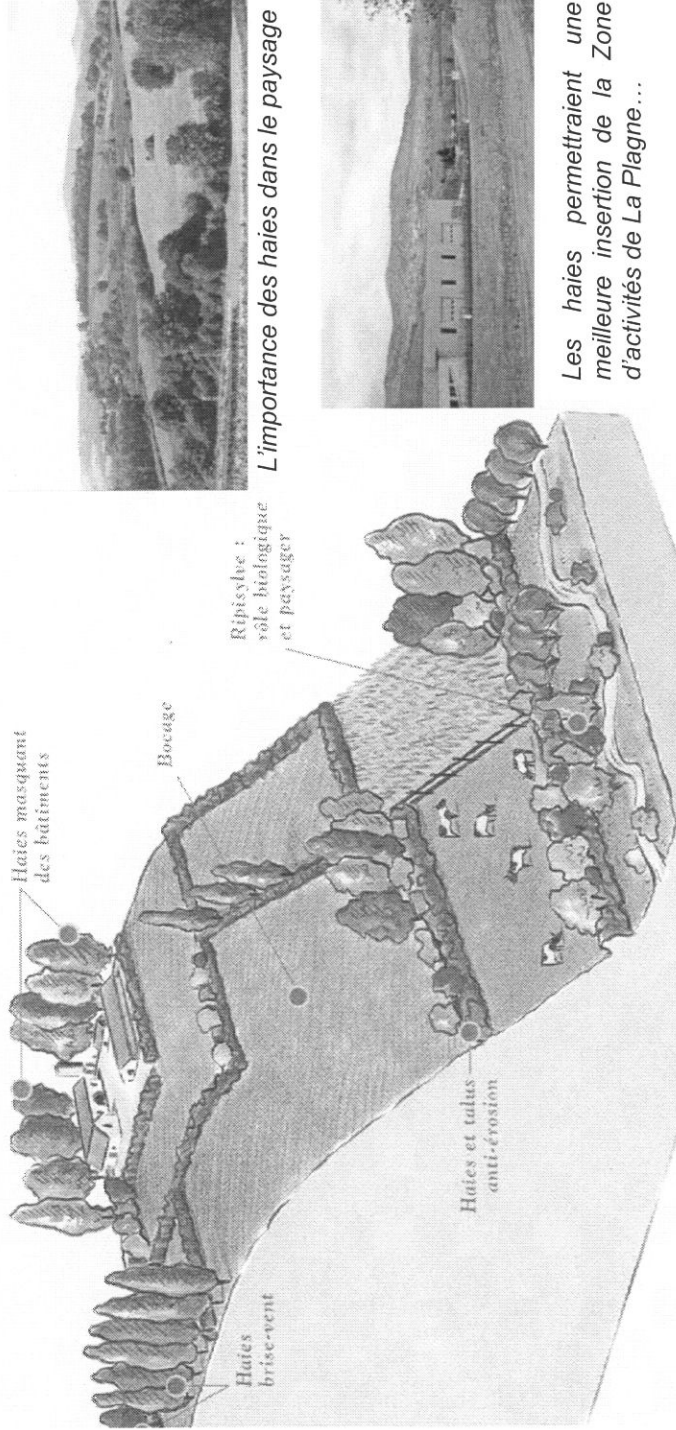 Haies masquant
des bâtiments
Bocage
Ripisylve :
rôle biologique
et paysager
Haies
brise-vent
Haies et talus
anti-érosion
L'importance des haies dans le paysage
Les haies permettraient une
meilleure insertion de la Zone
d'activités de La Plagne...